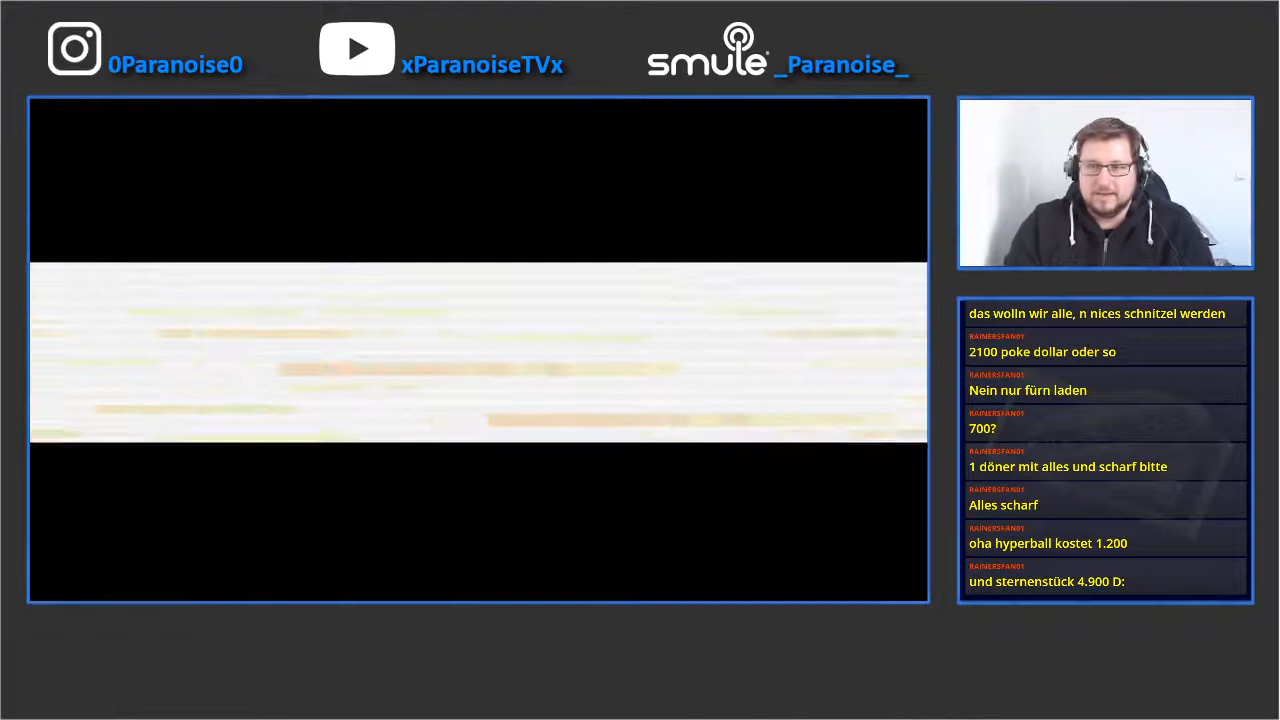 0Paranoise0
xParanoiseTVx
smule
_Paranoise_
das wolln wir alle, n nices schnitzel werden
RAINERSFAN01
2100 poke dollar oder so
RAINERSFAN01
Nein nur fürn laden
RAINERSFAN01
700?
RAINERSFAN01
1 döner mit alles und scharf bitte
RAINERSFAN01
Alles scharf
RAINERSFAN01
oha hyperball kostet 1.200
RAINERSFAN01
und sternenstück 4.900 D: